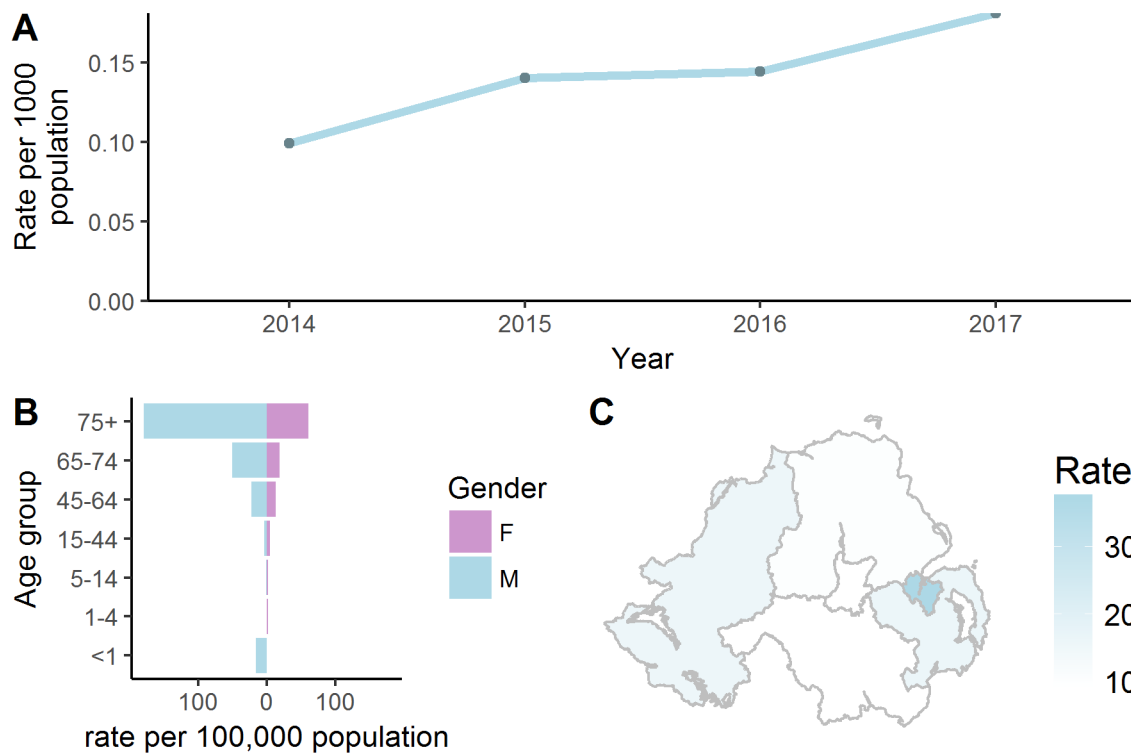 A
Rate per 1000
population
0.15
0.10
0.05
0.00
2014 2015 2016 2017
Year
B
Age group
75+
65-74
45-64
15-44
5-14
1-4
<1
100 0 100
rate per 100,000 population
Gender
F
M
C
Rate
30
20
10